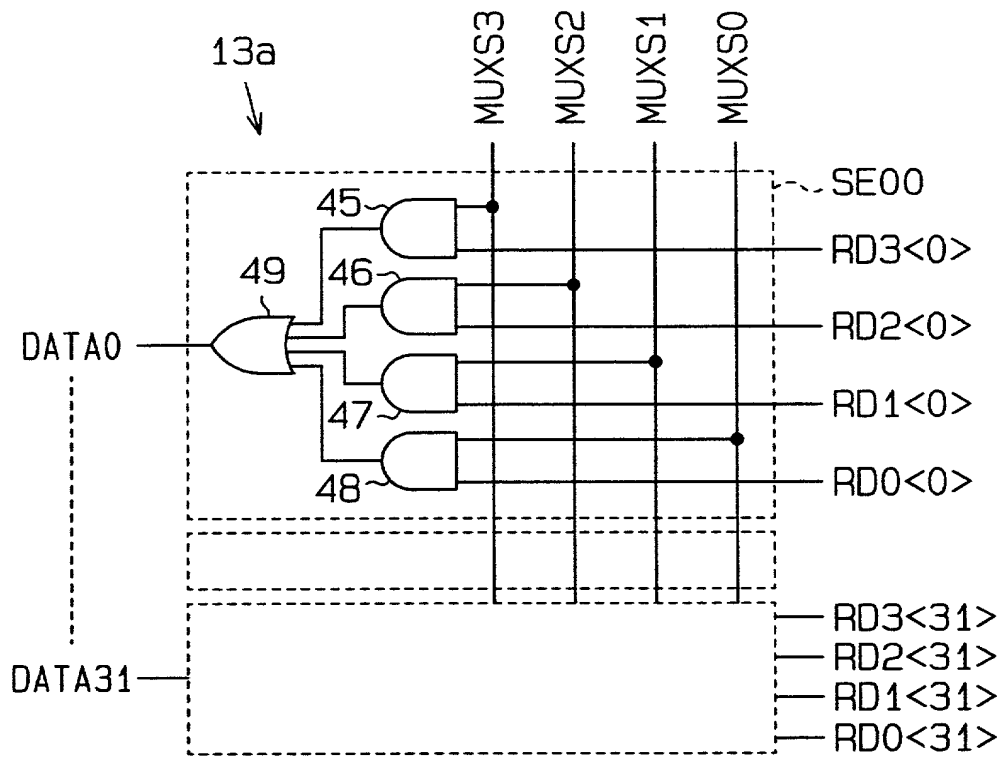 13a
MUXS3
MUXS2
MUXS1
MUXS0
SE00
45
RD3<0>
46
49
RD2<0>
DATA0
47
RD1<0>
48
RD0<0>
RD3<31>
RD2<31>
DATA31
RD1<31>
RD0<31>